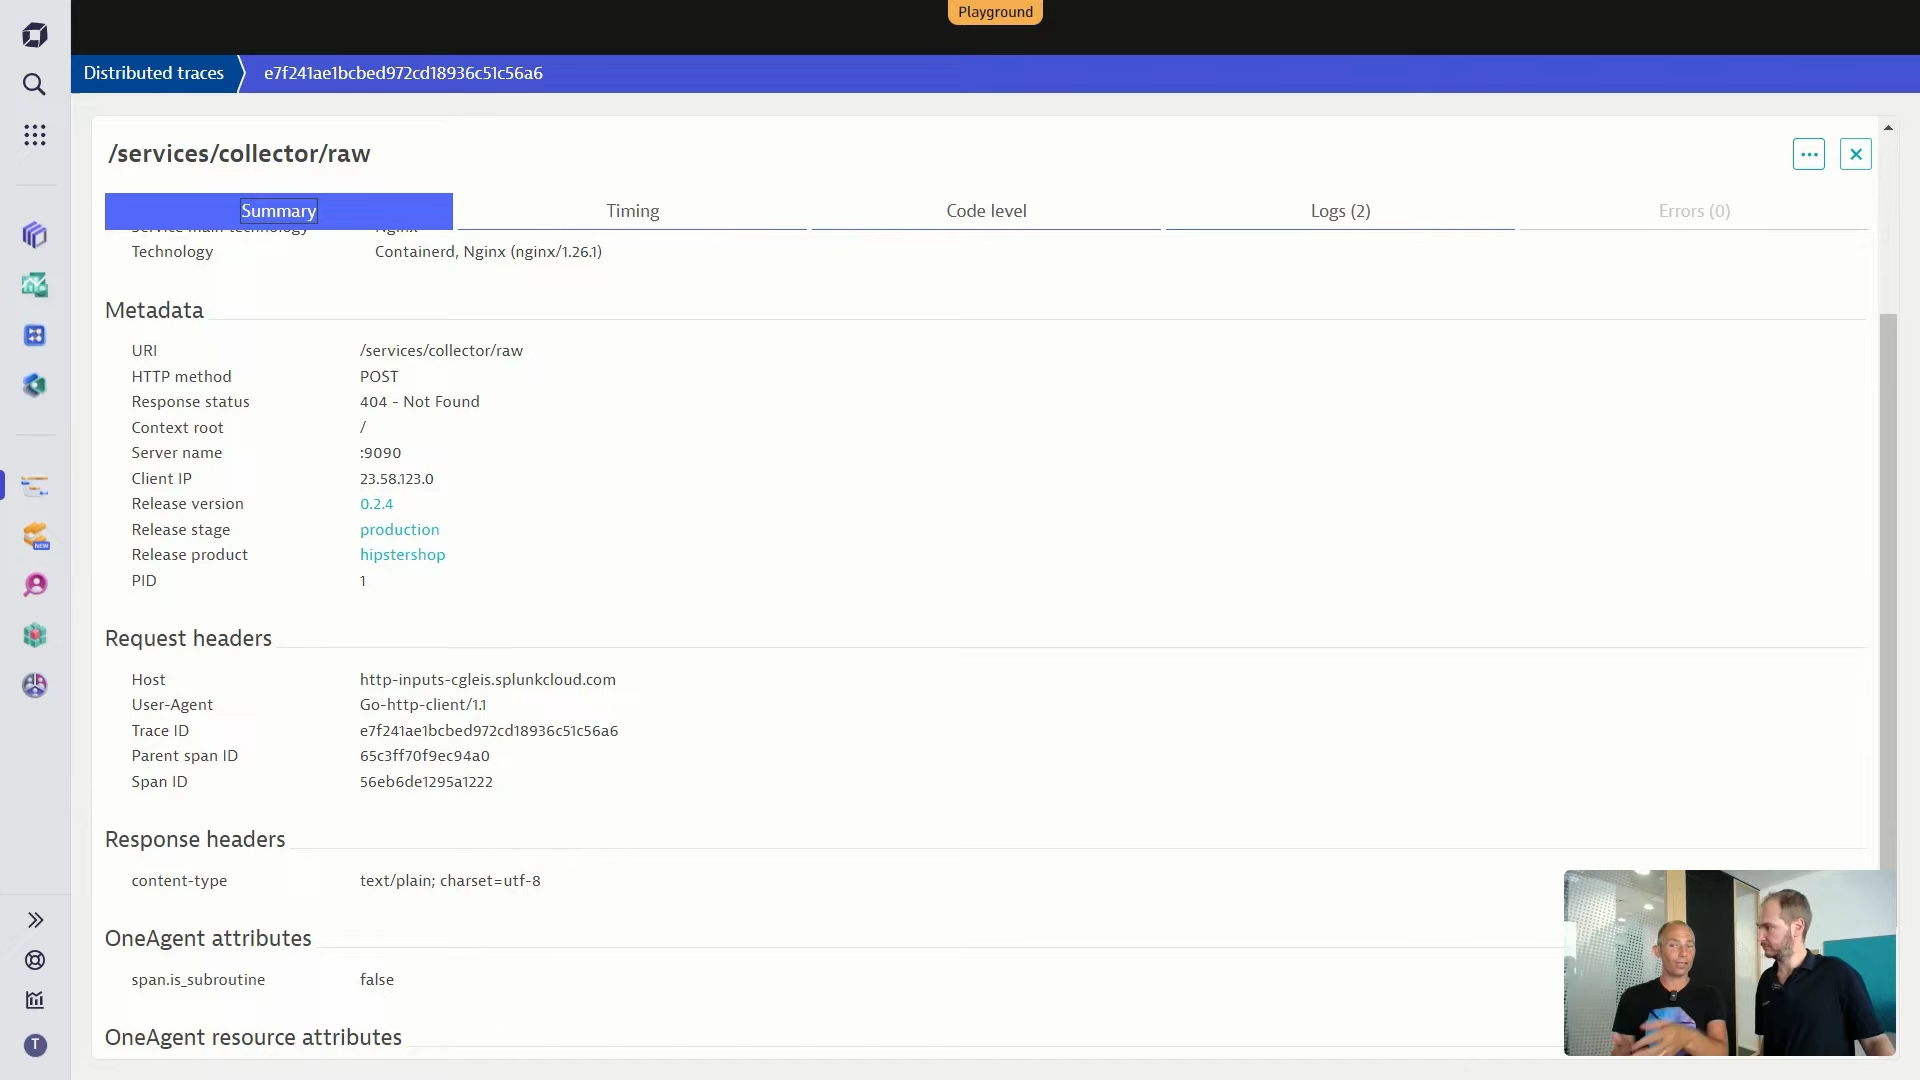 Playground
Distributed traces
e7f241ae1bcbed972cd18936c51c56a6
/services/collector/raw
Summary
Timing
Code level
Logs (2)
Errors (0)
Service main technology Nginx
Technology Containerd, Nginx (nginx/1.26.1)
Metadata
URI /services/collector/raw
HTTP method POST
Response status 404 - Not Found
Context root /
Server name :9090
Client IP 23.58.123.0
Release version 0.2.4
Release stage production
Release product hipstershop
PID 1
Request headers
Host http-inputs-cgleis.splunkcloud.com
User-Agent Go-http-client/1.1
Trace ID e7f241ae1bcbed972cd18936c51c56a6
Parent span ID 65c3ff70f9ec94a0
Span ID 56eb6de1295a1222
Response headers
content-type text/plain; charset=utf-8
OneAgent attributes
span.is_subroutine false
OneAgent resource attributes
NEW
T